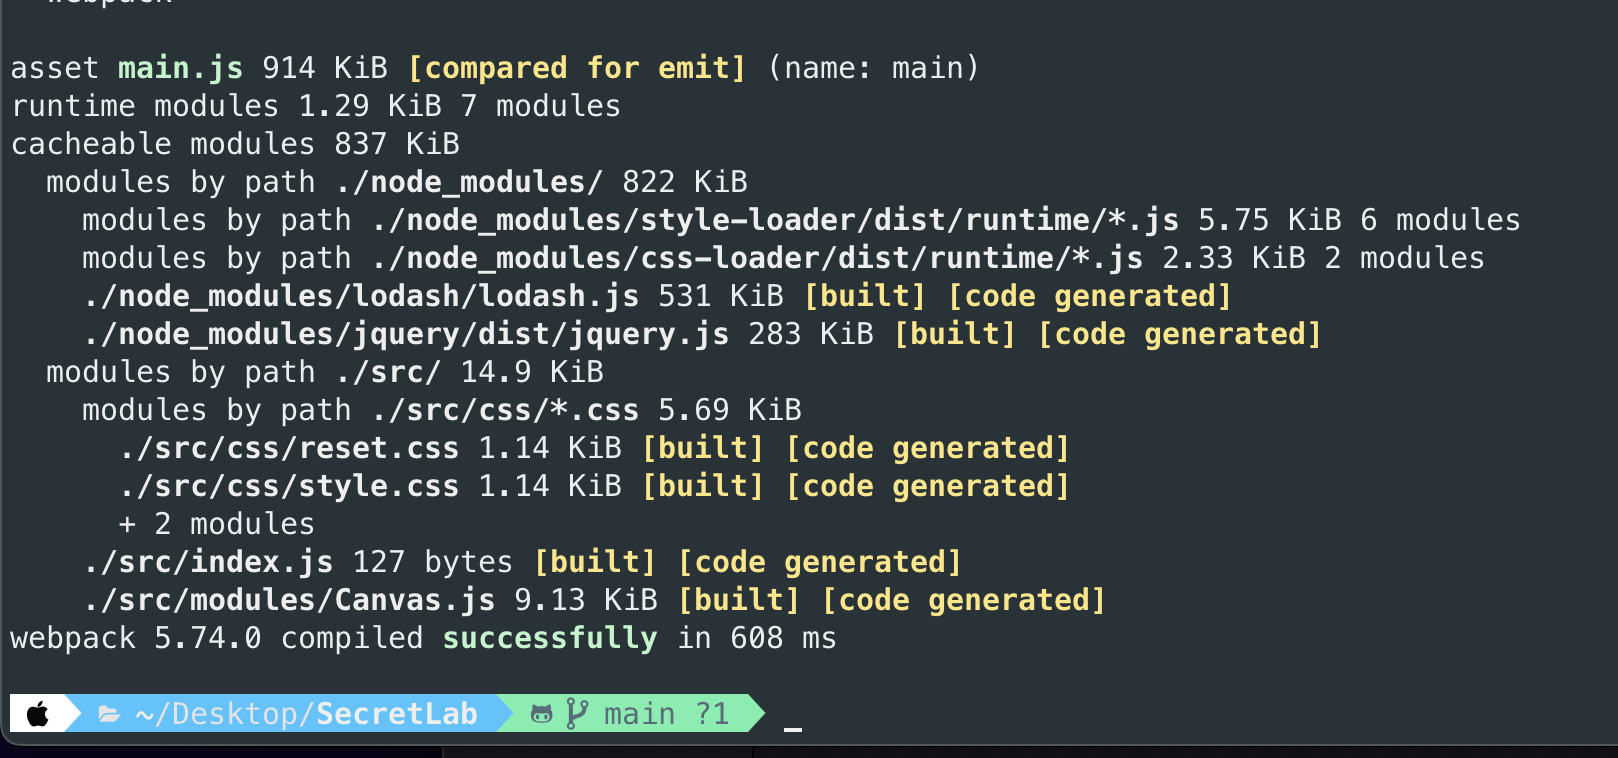 webpack
asset main.js 914 KiB [compared for emit] (name: main)
runtime modules 1.29 KiB 7 modules
cacheable modules 837 KiB
  modules by path ./node_modules/ 822 KiB
    modules by path ./node_modules/style-loader/dist/runtime/*.js 5.75 KiB 6 modules
    modules by path ./node_modules/css-loader/dist/runtime/*.js 2.33 KiB 2 modules
    ./node_modules/lodash/lodash.js 531 KiB [built] [code generated]
    ./node_modules/jquery/dist/jquery.js 283 KiB [built] [code generated]
  modules by path ./src/ 14.9 KiB
    modules by path ./src/css/*.css 5.69 KiB
      ./src/css/reset.css 1.14 KiB [built] [code generated]
      ./src/css/style.css 1.14 KiB [built] [code generated]
      + 2 modules
    ./src/index.js 127 bytes [built] [code generated]
    ./src/modules/Canvas.js 9.13 KiB [built] [code generated]
webpack 5.74.0 compiled successfully in 608 ms
~/Desktop/SecretLab main ?1